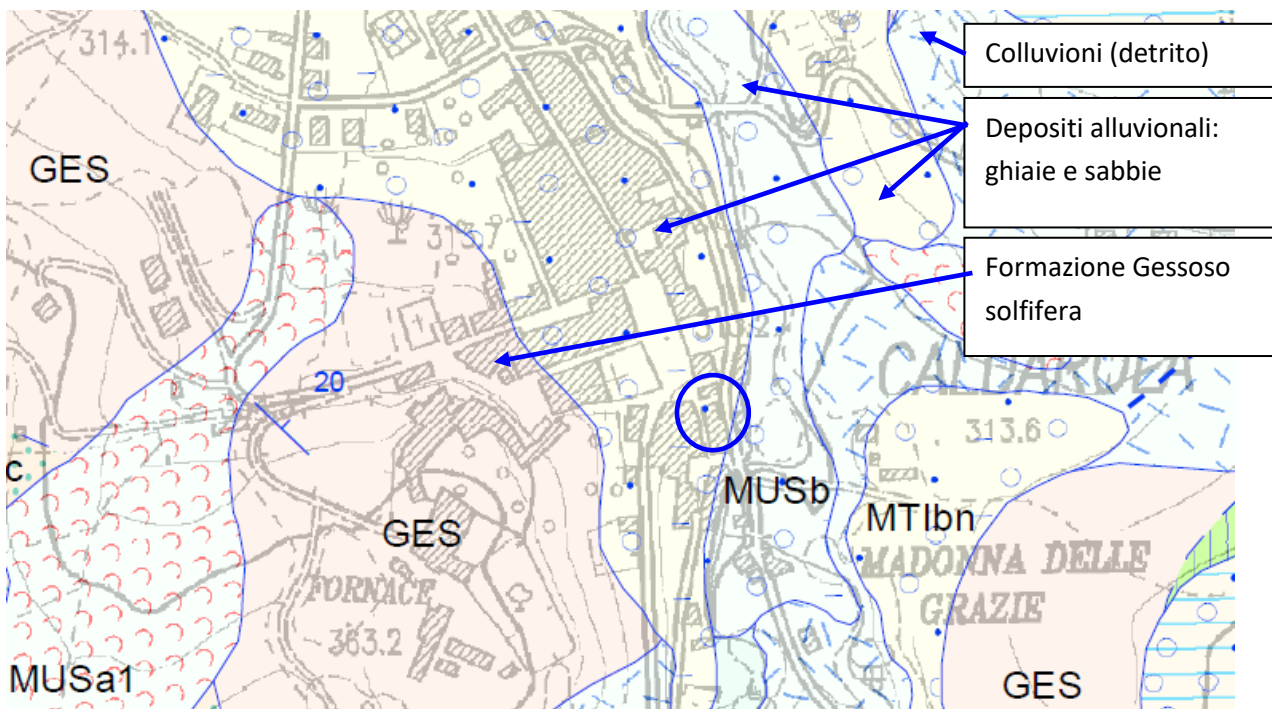 314.1
Colluvioni (detrito)
Depositi alluvionali:
ghiaie e sabbie
GES
313.7
Formazione Gessoso
solfifera
20
313.6
c
MUSb
MTIbn
GES
MADONNA DELLE
GRAZIE
FORNACE
363.2
MUSa1
GES